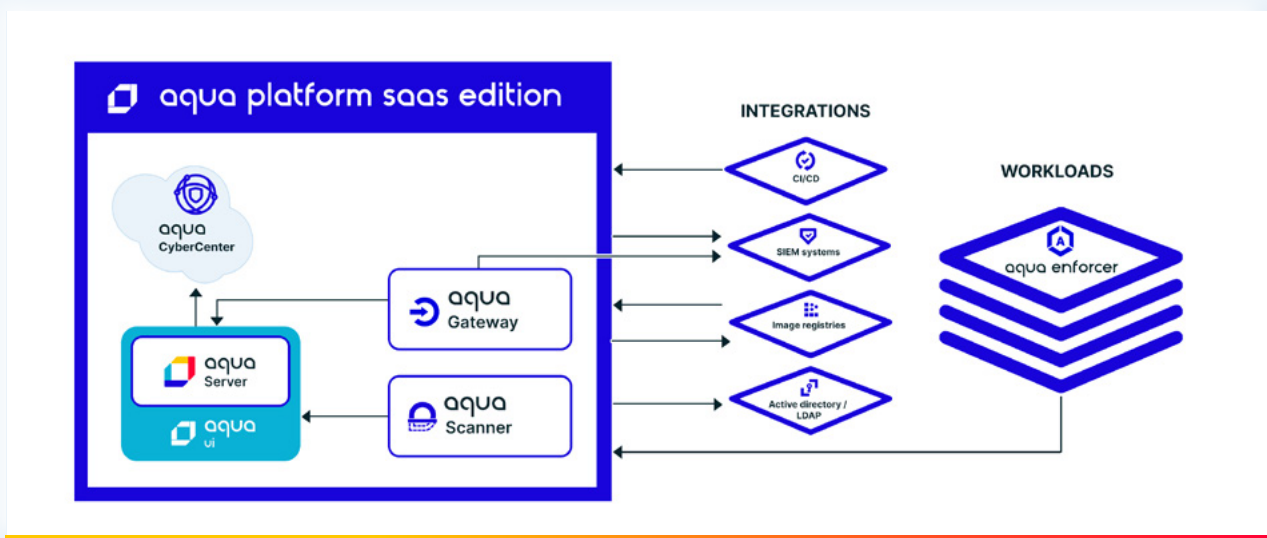 aqua platform saas edition
INTEGRATIONS
CI/CD
WORKLOADS
aqua
CyberCenter
SIEM systems
A
aqua enforcer
aqua
Gateway
Image registries
aqua
Server
aqua
ui
aqua
Scanner
Active directory /
LDAP